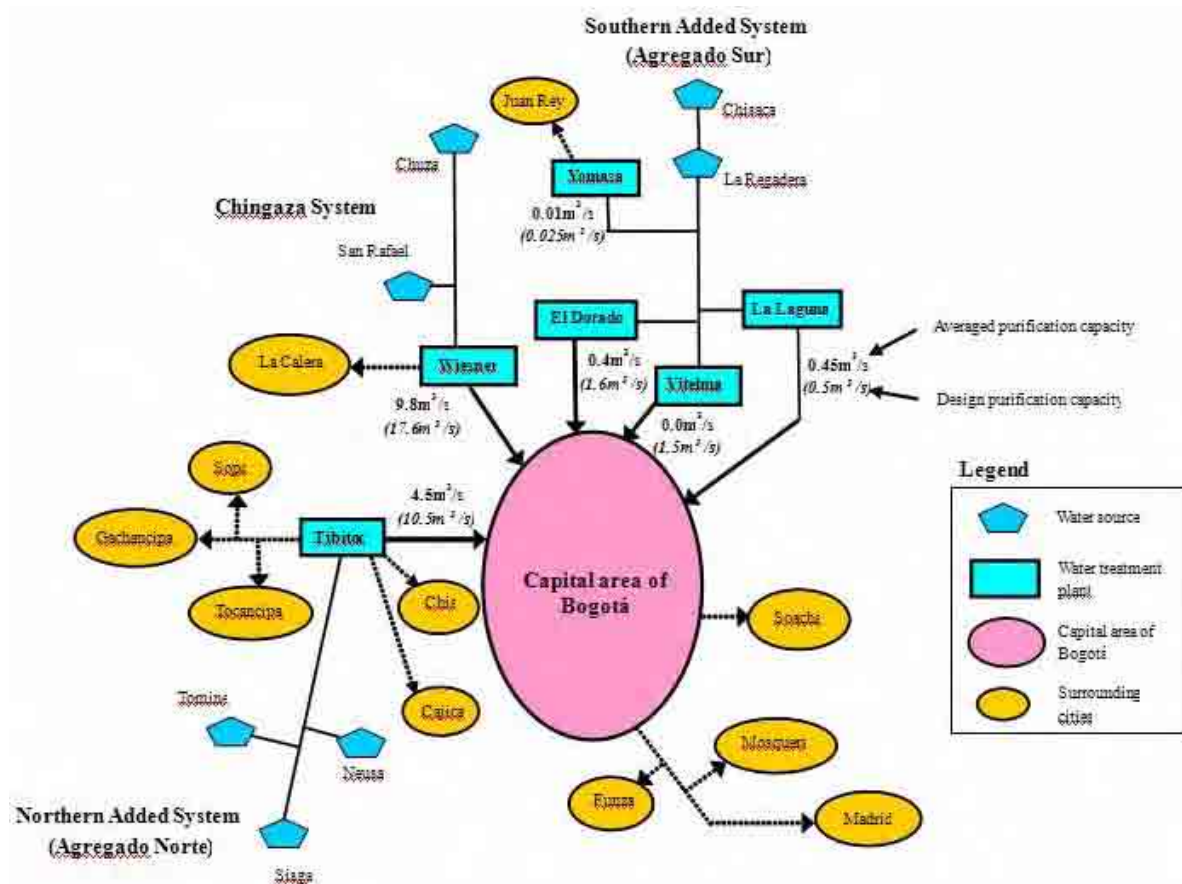 Southern Added System
(Agregado Sur)
Juan Rey
Chisaca
Chuza
Yomasa
La Regadera
0.01m³/s
(0.025m³/s)
Chingaza System
San Rafael
El Dorado
La Laguna
Averaged purification capacity
La Calera
Wiesner
0.4m³/s
(1.6m³/s)
Vitelma
0.45m³/s
(0.5m³/s)
Design purification capacity
9.8m³/s
(17.6m³/s)
0.0m³/s
(1.5m³/s)
Sopó
4.5m³/s
(10.5m³/s)
Legend
Gachancipa
Tibitoc
Water source
Capital area of
Bogotá
Water treatment
plant
Tocancipa
Chia
Soacha
Capital area of
Bogotá
Tomine
Cajica
Surrounding
cities
Neusa
Mosquera
Northern Added System
(Agregado Norte)
Funza
Madrid
Sisga